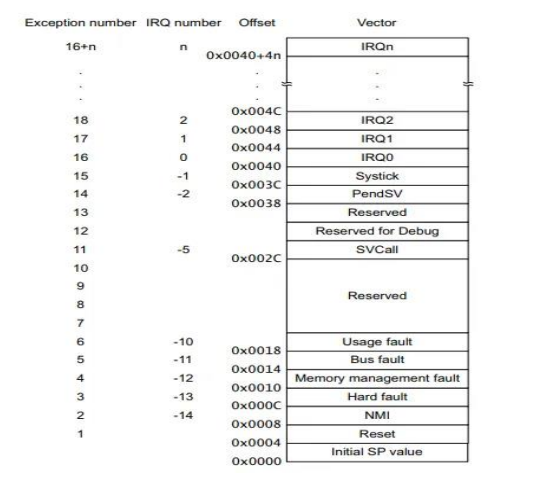 Exception number IRQ number Offset Vector
16+n n IRQn
0x0040+4n
. . .
. . .
. . .
0x004C
18 2 IRQ2
0x0048
17 1 IRQ1
0x0044
16 0 IRQ0
0x0040
15 -1 Systick
0x003C
14 -2 PendSV
0x0038
13 Reserved
12 Reserved for Debug
11 -5 SVCall
0x002C
10
9
Reserved
8
7
6 -10 Usage fault
0x0018
5 -11 Bus fault
0x0014
4 -12 Memory management fault
0x0010
3 -13 Hard fault
0x000C
2 -14 NMI
0x0008
1 Reset
0x0004
Initial SP value
0x0000